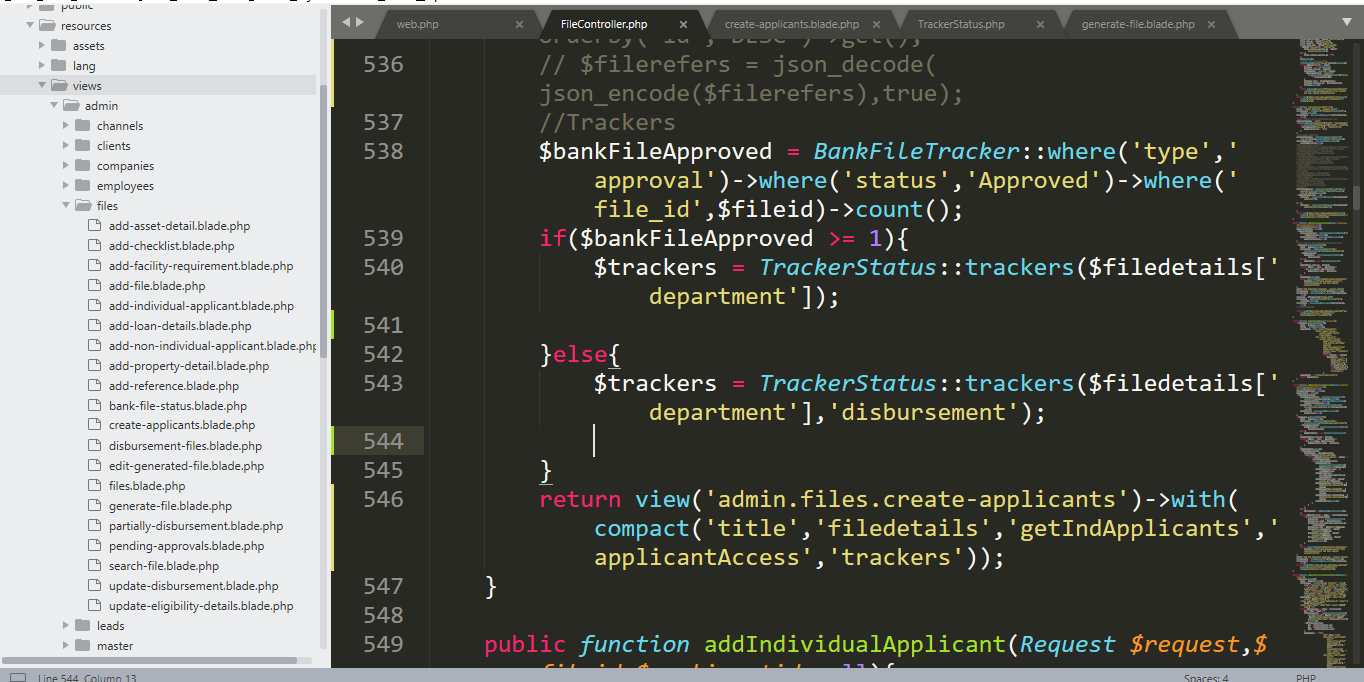 public
resources
assets
lang
views
admin
channels
clients
companies
employees
files
add-asset-detail.blade.php
add-checklist.blade.php
add-facility-requirement.blade.php
add-file.blade.php
add-individual-applicant.blade.php
add-loan-details.blade.php
add-non-individual-applicant.blade.php
add-property-detail.blade.php
add-reference.blade.php
bank-file-status.blade.php
create-applicants.blade.php
disbursement-files.blade.php
edit-generated-file.blade.php
files.blade.php
generate-file.blade.php
partially-disbursement.blade.php
pending-approvals.blade.php
search-file.blade.php
update-disbursement.blade.php
update-eligibility-details.blade.php
leads
master
web.php × FileController.php × create-applicants.blade.php × TrackerStatus.php × generate-file.blade.php ×
536 // $filerefers = json_decode(
json_encode($filerefers),true);
537 //Trackers
538 $bankFileApproved = BankFileTracker::where('type','
approval')->where('status','Approved')->where('
file_id',$fileid)->count();
539 if($bankFileApproved >= 1){
540 $trackers = TrackerStatus::trackers($filedetails['
department']);
541
542 }else{
543 $trackers = TrackerStatus::trackers($filedetails['
department'],'disbursement');
544
545 }
546 return view('admin.files.create-applicants')->with(
compact('title','filedetails','getIndApplicants','
applicantAccess','trackers'));
547 }
548
549 public function addIndividualApplicant(Request $request,$
Line 544, Column 13 Spaces: 4 PHP